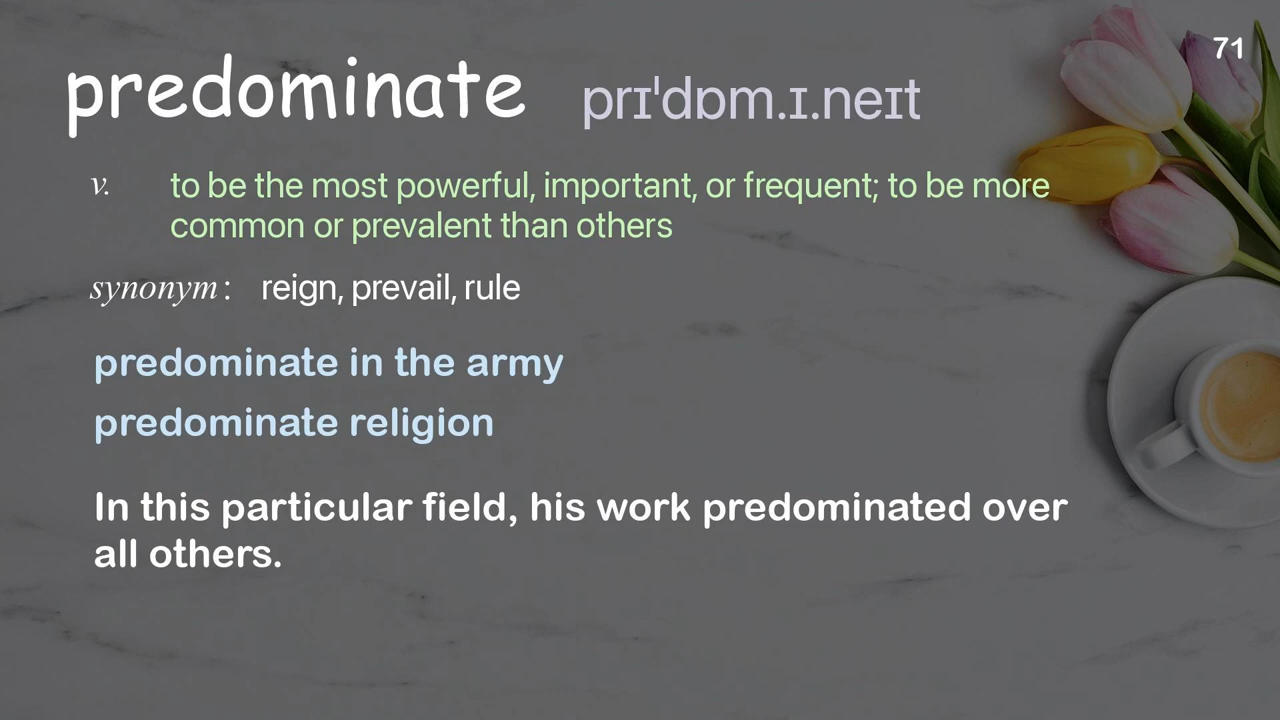 71
predominate prɪˈdɒm.ɪ.neɪt
v. to be the most powerful, important, or frequent; to be more
common or prevalent than others
synonym: reign, prevail, rule
predominate in the army
predominate religion
In this particular field, his work predominated over
all others.